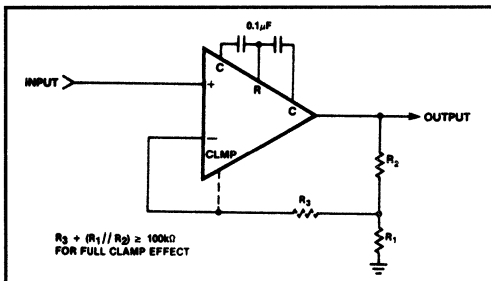 0.1µF
C
R
C
INPUT
+
−
CLMP
OUTPUT
R2
R3
R1
R3 + (R1//R2) ≥ 100kΩ
FOR FULL CLAMP EFFECT